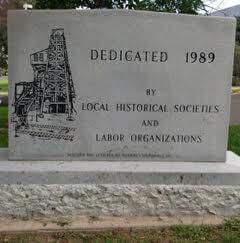 DEDICATED 1989
BY
LOCAL HISTORICAL SOCIETIES
AND
LABOR ORGANIZATIONS